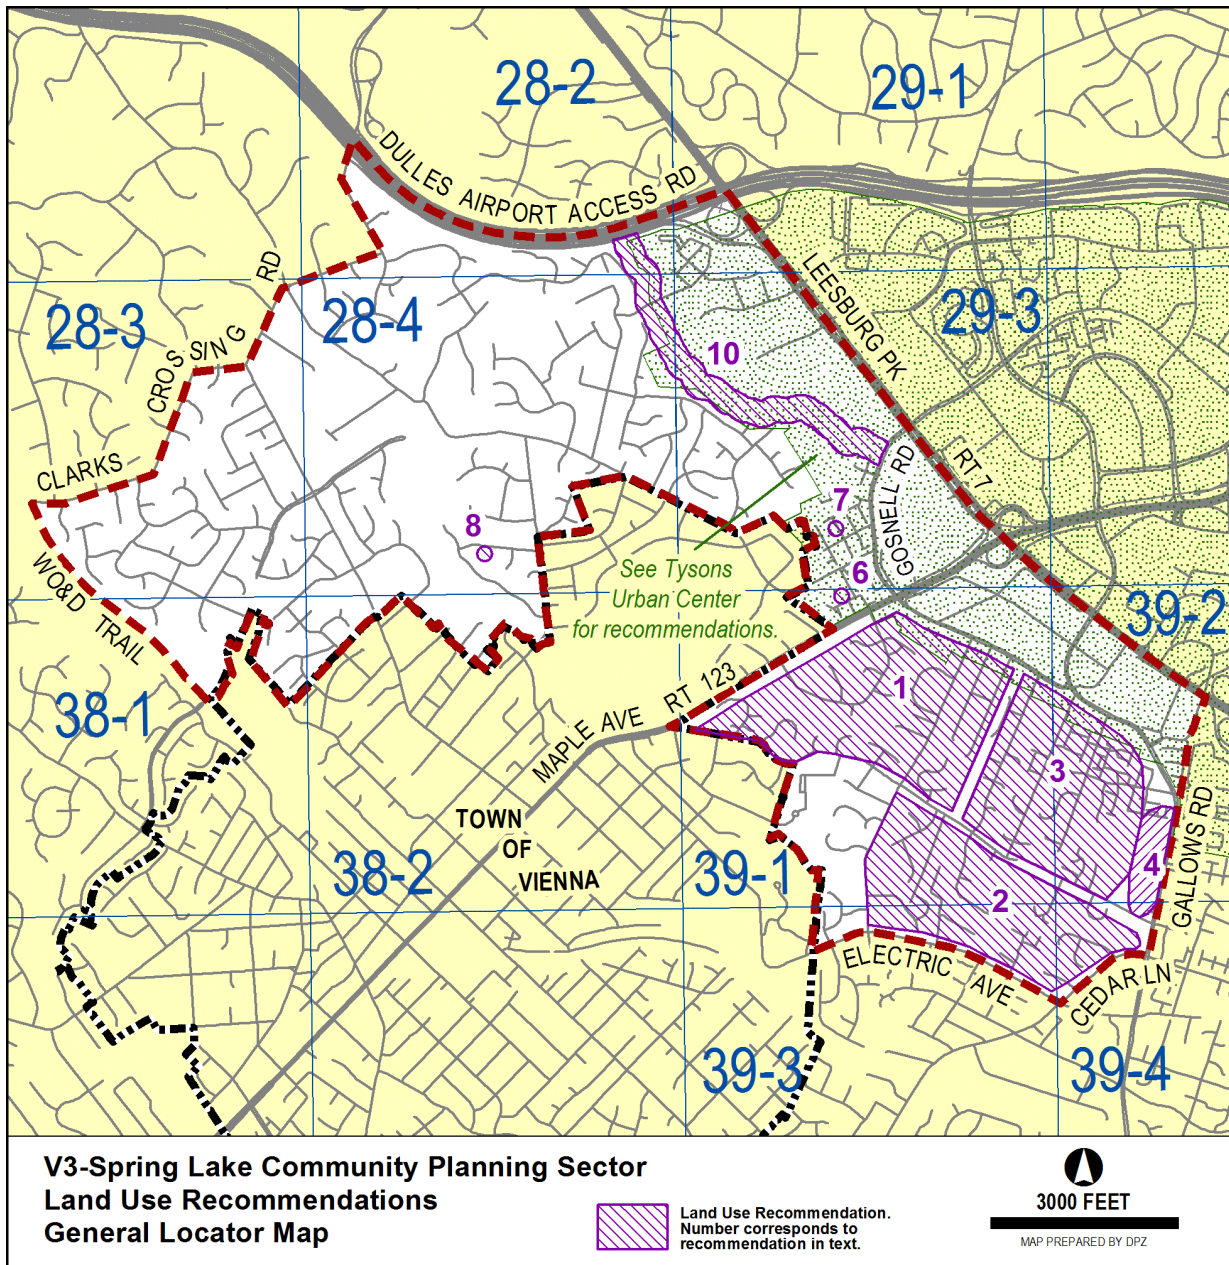 28-2
29-1
DULLES AIRPORT ACCESS RD
CROSSING RD
28-3
28-4
LEESBURG PK
29-3
10
CLARKS
RT 7
GOSNELL RD
7
8
6
See Tysons
Urban Center
for recommendations.
WO&D
TRAIL
39-2
38-1
RT 123
MAPLE AVE
1
3
TOWN
OF
VIENNA
38-2
39-1
4
GALLOWS RD
2
ELECTRIC AVE
CEDAR LN
39-3
39-4
V3-Spring Lake Community Planning Sector
Land Use Recommendations
General Locator Map
Land Use Recommendation.
Number corresponds to
recommendation in text.
3000 FEET
MAP PREPARED BY DPZ